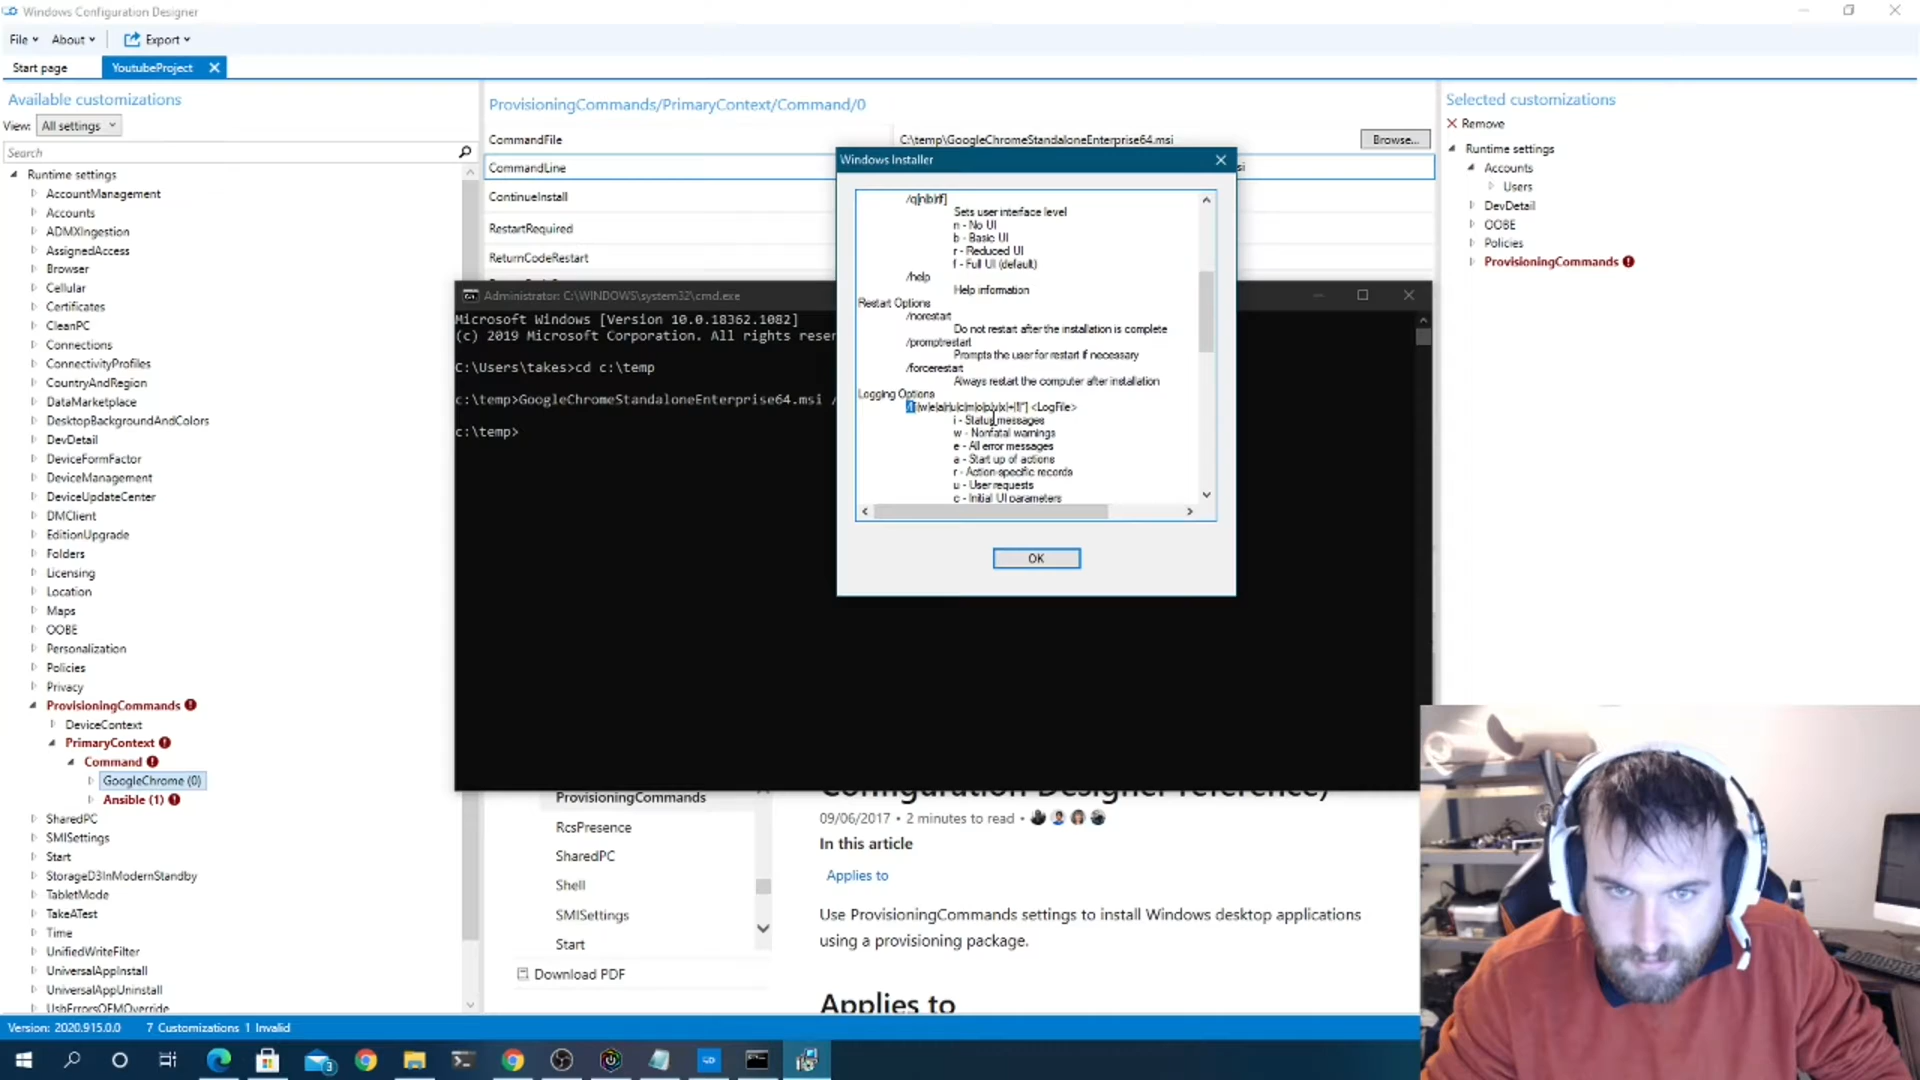 Windows Configuration Designer
File
About
Export
Start page
YoutubeProject
Available customizations
View:
All settings
Search
Runtime settings
AccountManagement
Accounts
ADMXIngestion
AssignedAccess
Browser
Cellular
Certificates
CleanPC
Connections
ConnectivityProfiles
CountryAndRegion
DataMarketplace
DesktopBackgroundAndColors
DevDetail
DeviceFormFactor
DeviceManagement
DeviceUpdateCenter
DMClient
EditionUpgrade
Folders
Licensing
Location
Maps
OOBE
Personalization
Policies
Privacy
ProvisioningCommands
DeviceContext
PrimaryContext
Command
GoogleChrome (0)
Ansible (1)
SharedPC
SMISettings
Start
StorageD3InModernStandby
TabletMode
TakeATest
Time
UnifiedWriteFilter
UniversalAppInstall
UniversalAppUninstall
UsbErrorsOEMOverride
Version: 2020.915.0.0
7 Customizations 1 Invalid
ProvisioningCommands/PrimaryContext/Command/0
CommandFile
C:\temp\GoogleChromeStandaloneEnterprise64.msi
Browse...
CommandLine
ContinueInstall
RestartRequired
ReturnCodeRestart
Administrator: C:\WINDOWS\system32\cmd.exe
Microsoft Windows [Version 10.0.18362.1082]
(c) 2019 Microsoft Corporation. All rights reser
C:\Users\takes>cd c:\temp
c:\temp>GoogleChromeStandaloneEnterprise64.msi /
c:\temp>
Windows Installer
/q[n|b|r|f]
Sets user interface level
n - No UI
b - Basic UI
r - Reduced UI
f - Full UI (default)
/help
Help information
Restart Options
/norestart
Do not restart after the installation is complete
/promptrestart
Prompts the user for restart if necessary
/forcerestart
Always restart the computer after installation
Logging Options
<LogFile>
i - Status messages
w - Nonfatal warnings
e - All error messages
a - Start up of actions
r - Action-specific records
u - User requests
c - Initial UI parameters
OK
ProvisioningCommands
RcsPresence
SharedPC
Shell
SMISettings
Start
Download PDF
Configuration Designer reference)
09/06/2017 • 2 minutes to read •
In this article
Applies to
Use ProvisioningCommands settings to install Windows desktop applications
using a provisioning package.
Applies to
Selected customizations
Remove
Runtime settings
Accounts
Users
DevDetail
OOBE
Policies
ProvisioningCommands